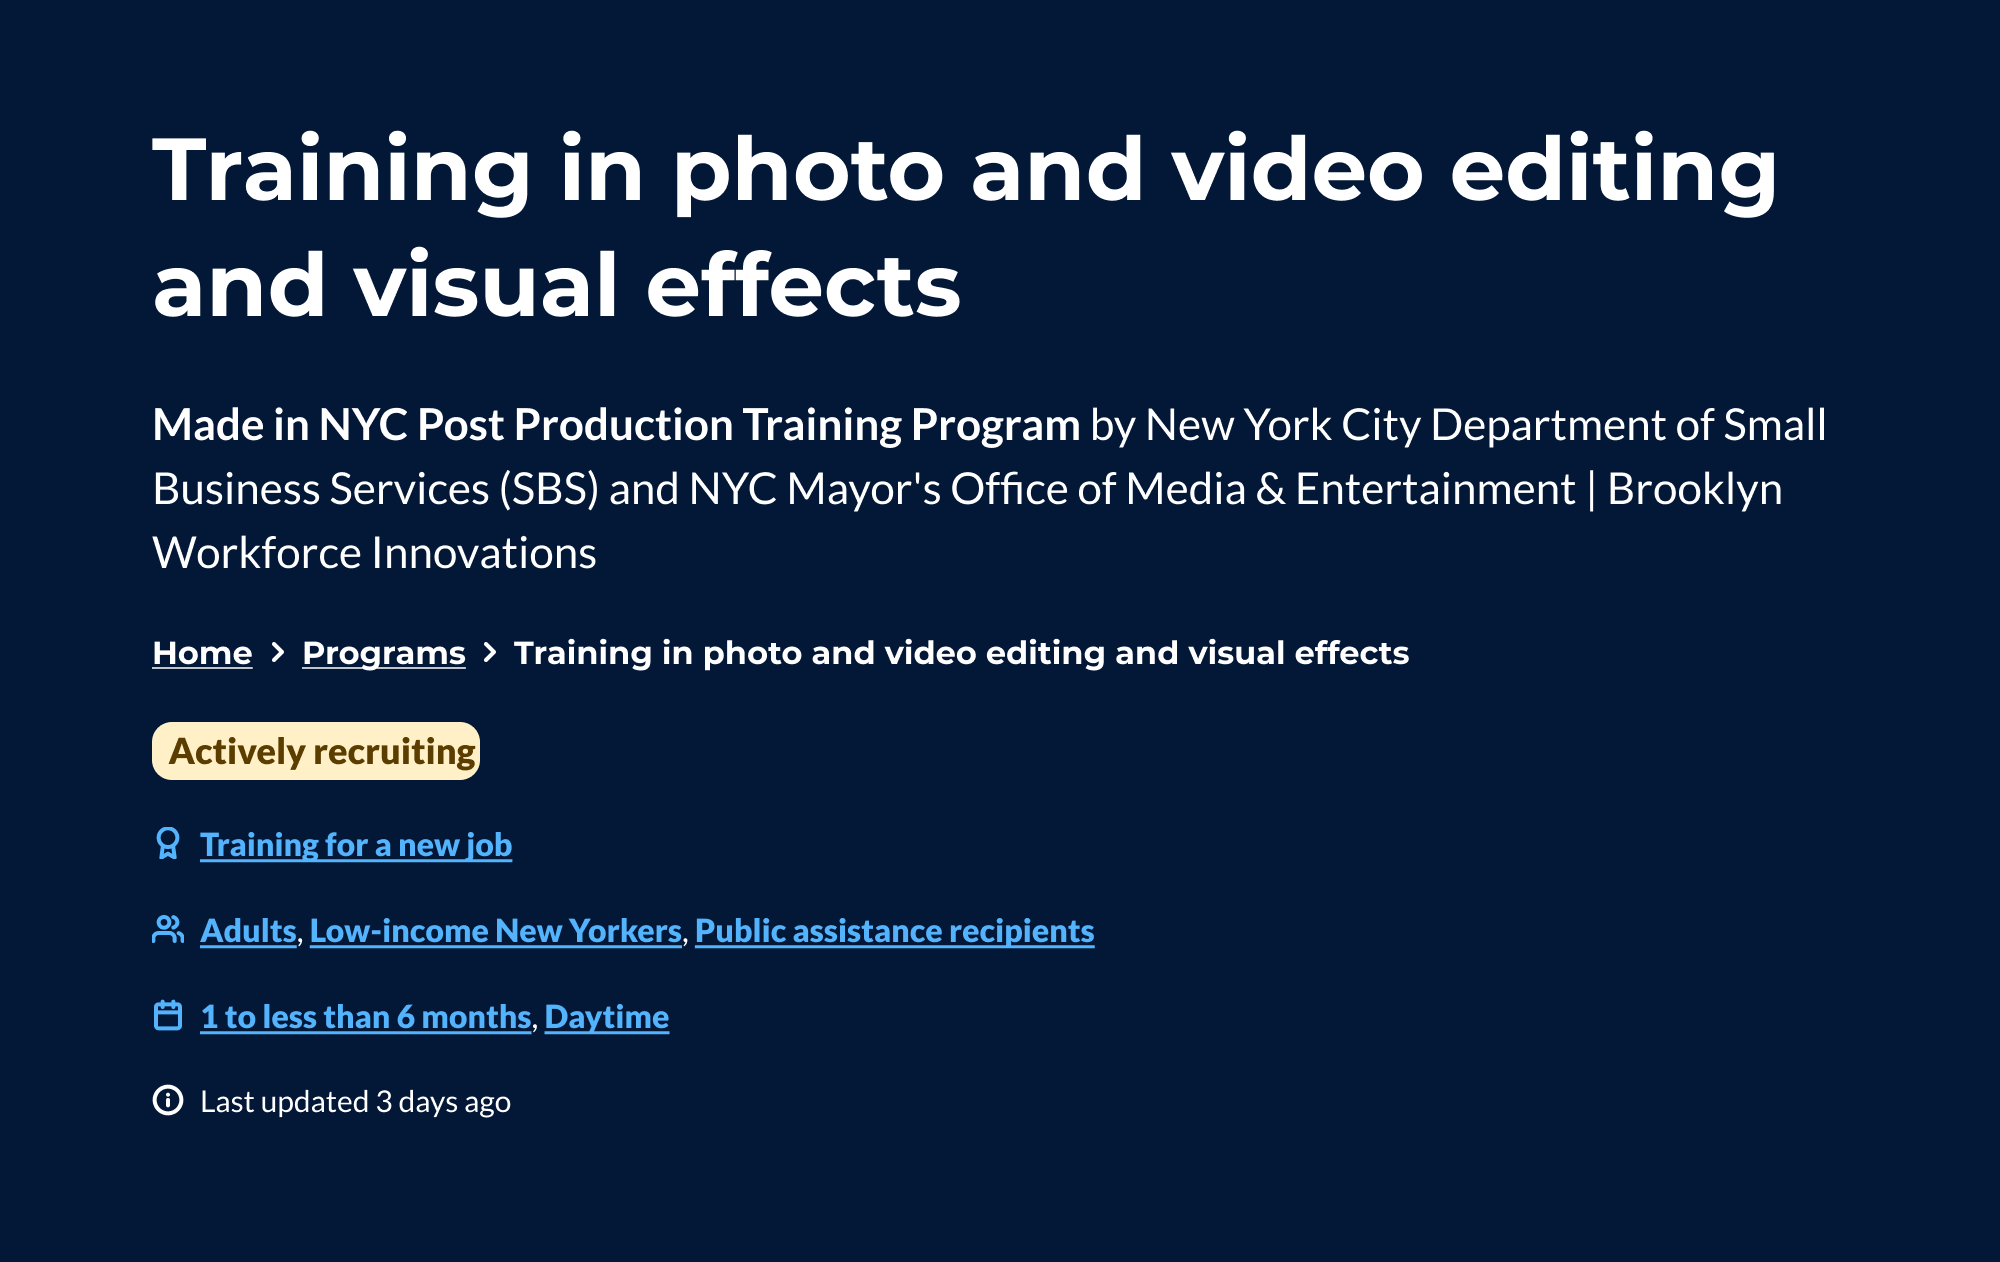 Training in photo and video editing
and visual effects
Made in NYC Post Production Training Program by New York City Department of Small
Business Services (SBS) and NYC Mayor's Office of Media & Entertainment | Brooklyn
Workforce Innovations
Home > Programs > Training in photo and video editing and visual effects
Actively recruiting
Training for a new job
Adults, Low-income New Yorkers, Public assistance recipients
1 to less than 6 months, Daytime
Last updated 3 days ago